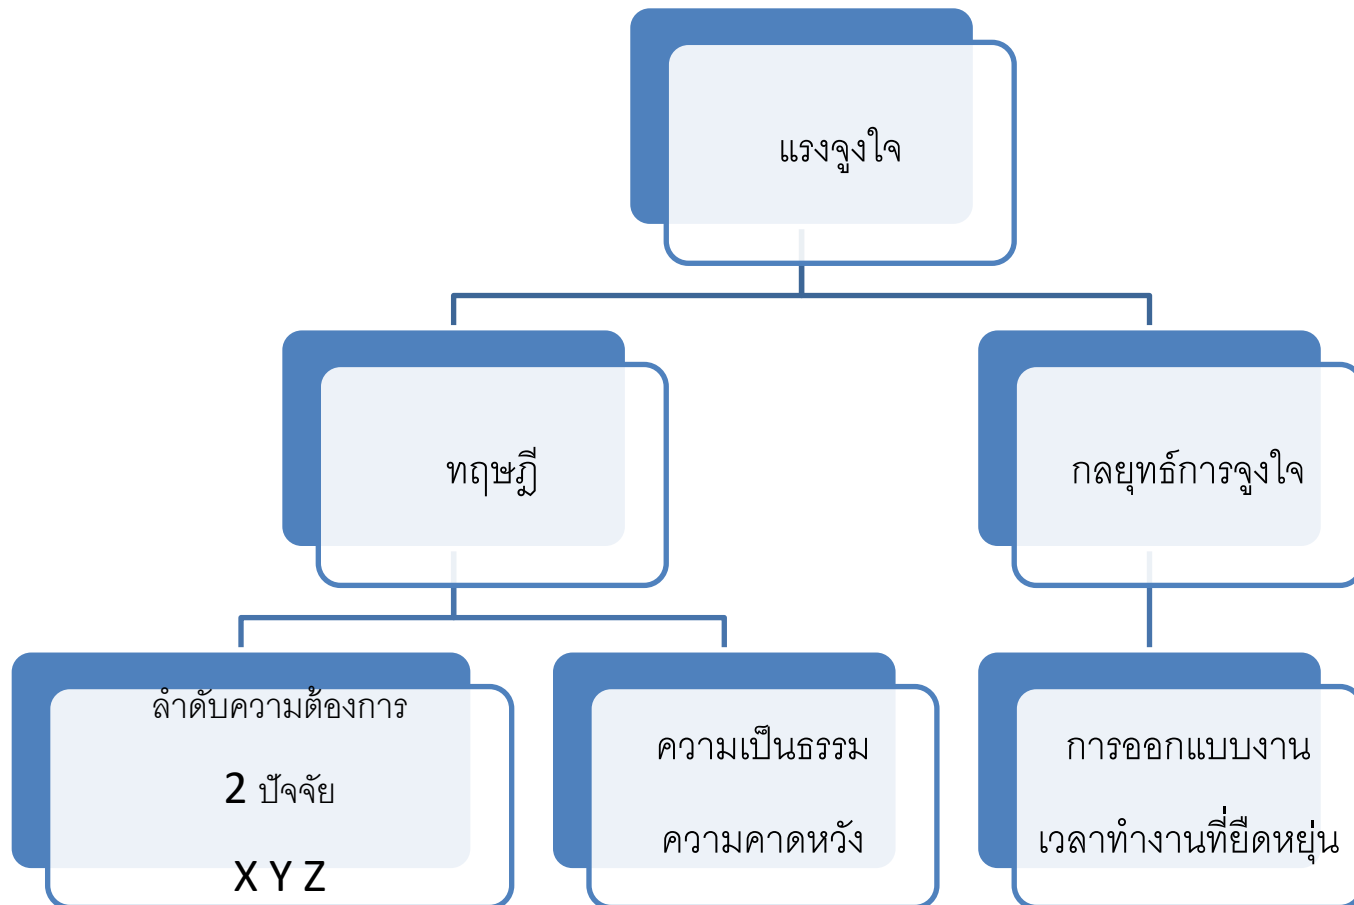 แรงจูงใจ
ทฤษฎี
กลยุทธ์การจูงใจ
ลำดับความต้องการ
2 ปัจจัย
X Y Z
ความเป็นธรรม
ความคาดหวัง
การออกแบบงาน
เวลาทำงานที่ยืดหยุ่น